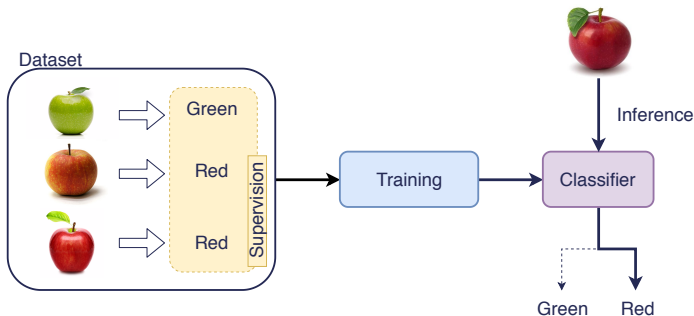 Dataset
Green
Red
Red
Supervision
Training
Classifier
Inference
Green
Red